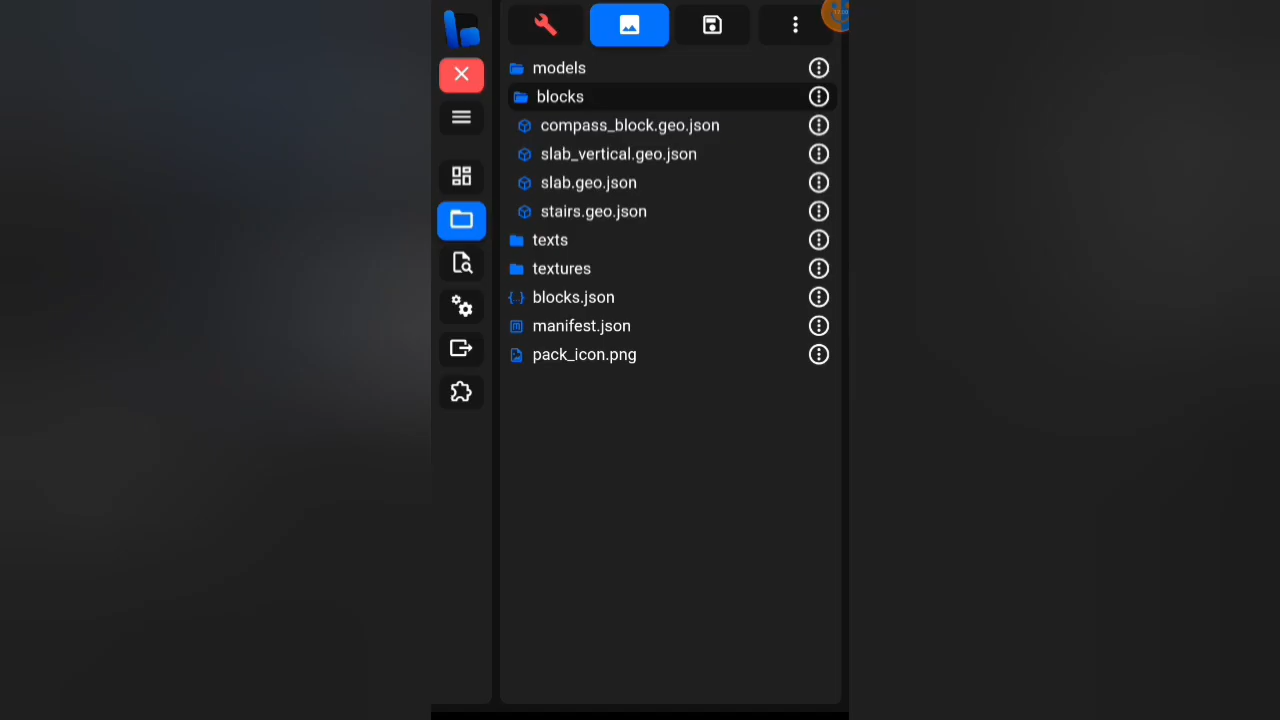 models
blocks
compass_block.geo.json
slab_vertical.geo.json
slab.geo.json
stairs.geo.json
texts
textures
blocks.json
manifest.json
pack_icon.png